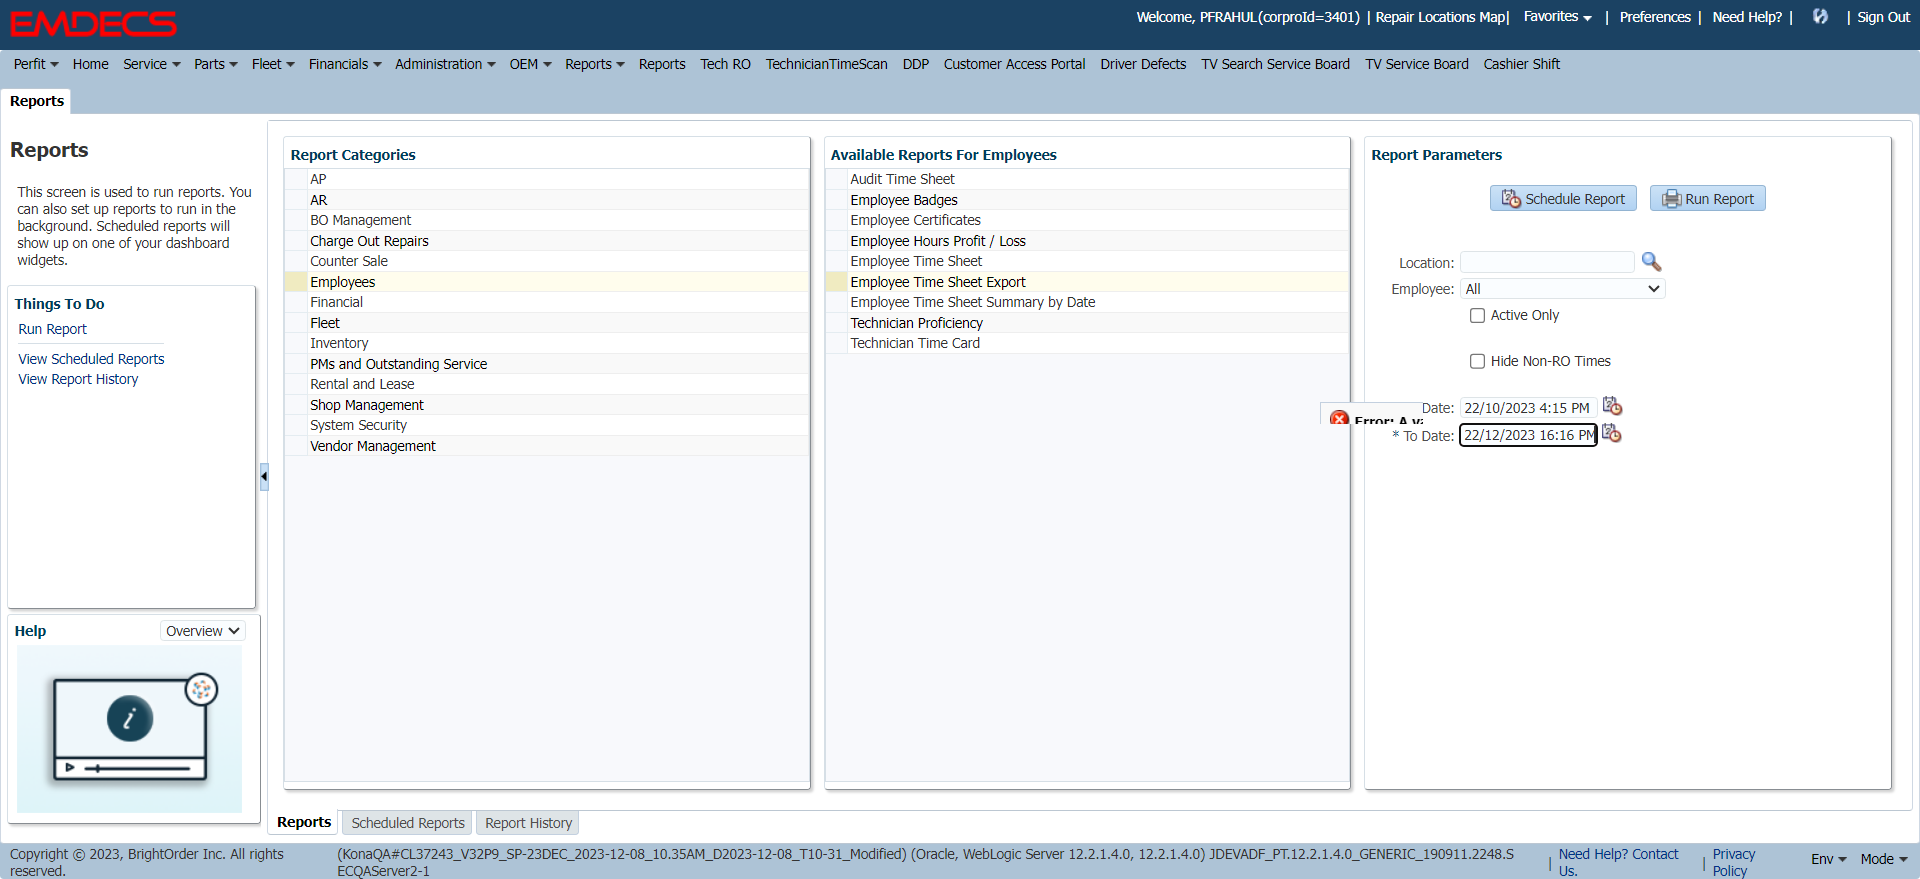 EMDECS
Welcome, PFRAHUL(corproId=3401) | Repair Locations Map| Favorites | Preferences | Need Help? | | Sign Out
Perfit Home Service Parts Fleet Financials Administration OEM Reports Reports Tech RO TechnicianTimeScan DDP Customer Access Portal Driver Defects TV Search Service Board TV Service Board Cashier Shift
Reports
Reports
This screen is used to run reports. You
can also set up reports to run in the
background. Scheduled reports will
show up on one of your dashboard
widgets.
Things To Do
Run Report
View Scheduled Reports
View Report History
Help
Overview
Report Categories
AP
AR
BO Management
Charge Out Repairs
Counter Sale
Employees
Financial
Fleet
Inventory
PMs and Outstanding Service
Rental and Lease
Shop Management
System Security
Vendor Management
Available Reports For Employees
Audit Time Sheet
Employee Badges
Employee Certificates
Employee Hours Profit / Loss
Employee Time Sheet
Employee Time Sheet Export
Employee Time Sheet Summary by Date
Technician Proficiency
Technician Time Card
Report Parameters
Schedule Report
Run Report
Location:
Employee: All
Active Only
Hide Non-RO Times
Error: A
Date: 22/10/2023 4:15 PM
* To Date: 22/12/2023 16:16 PM
Reports
Scheduled Reports
Report History
Copyright © 2023, BrightOrder Inc. All rights
reserved.
(KonaQA#CL37243_V32P9_SP-23DEC_2023-12-08_10.35AM_D2023-12-08_T10-31_Modified) (Oracle, WebLogic Server 12.2.1.4.0, 12.2.1.4.0) JDEVADF_PT.12.2.1.4.0_GENERIC_190911.2248.S
ECQAServer2-1
| Need Help? Contact
Us.
| Privacy
Policy
Env
Mode